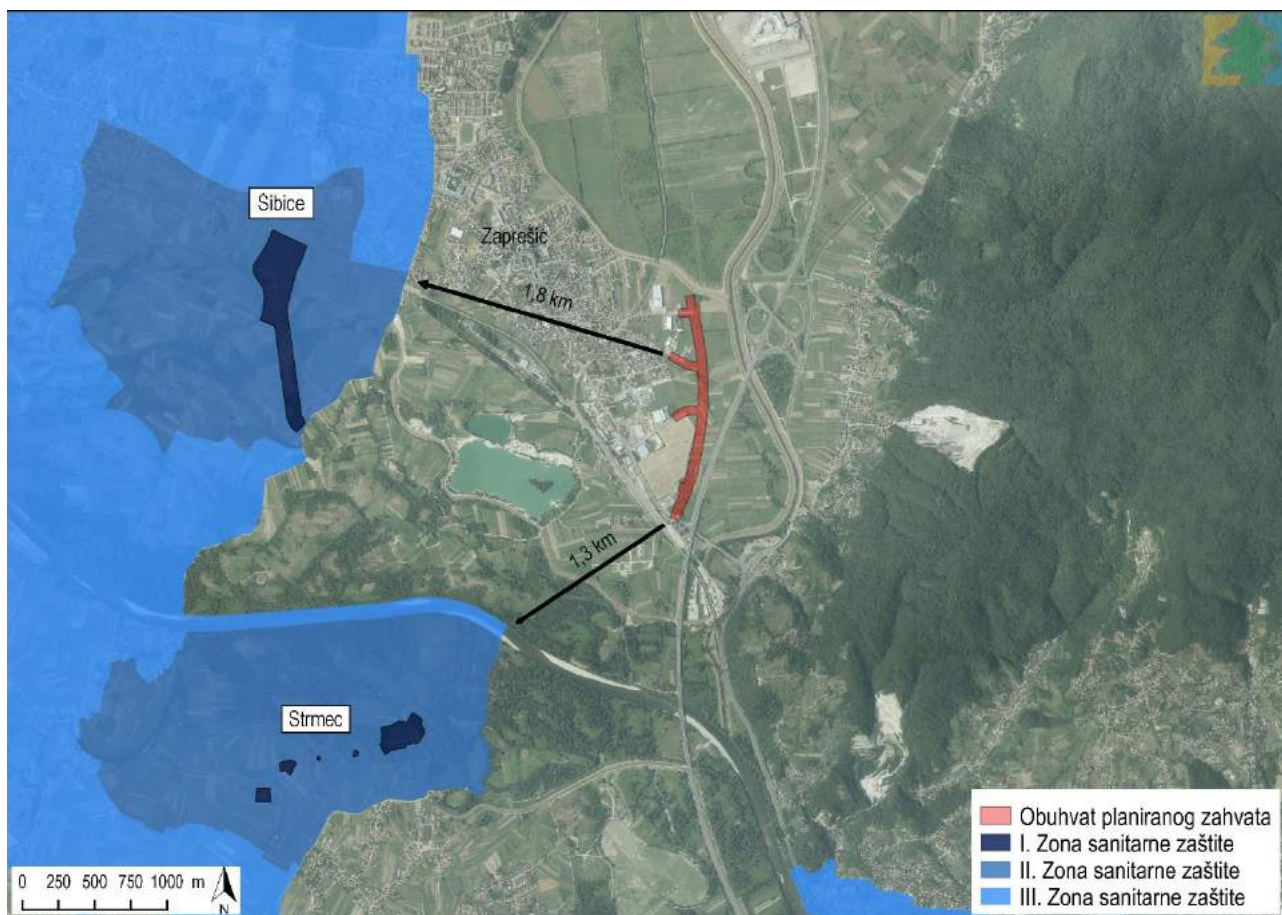 Šibice
Zaprešić
1,8 km
1,3 km
Strmec
Obuhvat planiranog zahvata
I. Zona sanitarne zaštite
II. Zona sanitarne zaštite
III. Zona sanitarne zaštite
0 250 500 750 1000 m
N